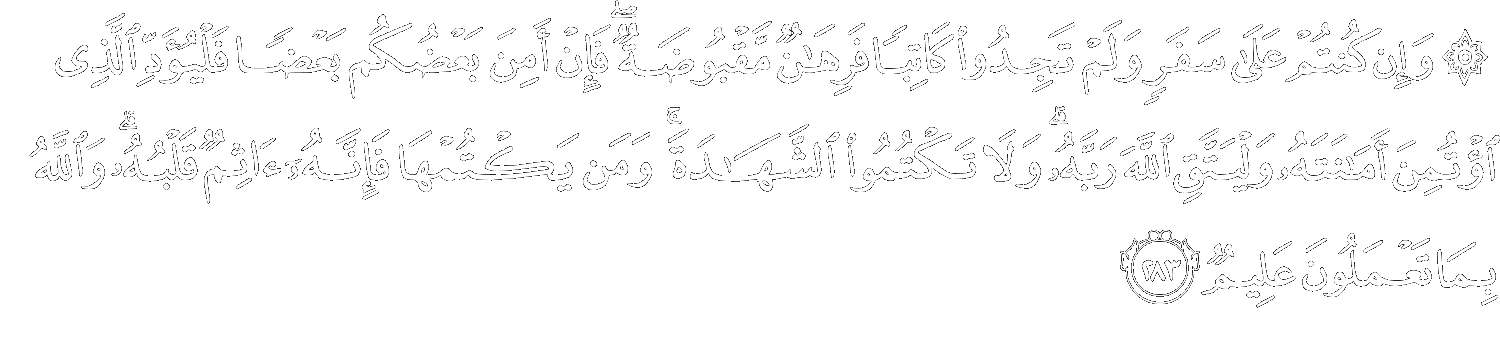 ۞ وَإِن كُنتُمْ عَلَىٰ سَفَرٍ وَلَمْ تَجِدُوا۟ كَاتِبًا فَرِهَـٰنٌ مَّقْبُوضَةٌ ۖ فَإِنْ أَمِنَ بَعْضُكُم بَعْضًا فَلْيُؤَدِّ ٱلَّذِى
ٱؤْتُمِنَ أَمَـٰنَتَهُۥ وَلْيَتَّقِ ٱللَّهَ رَبَّهُۥ ۗ وَلَا تَكْتُمُوا۟ ٱلشَّهَـٰدَةَ ۚ وَمَن يَكْتُمْهَا فَإِنَّهُۥٓ ءَاثِمٌ قَلْبُهُۥ ۗ وَٱللَّهُ
بِمَا تَعْمَلُونَ عَلِيمٌ ٢٨٣